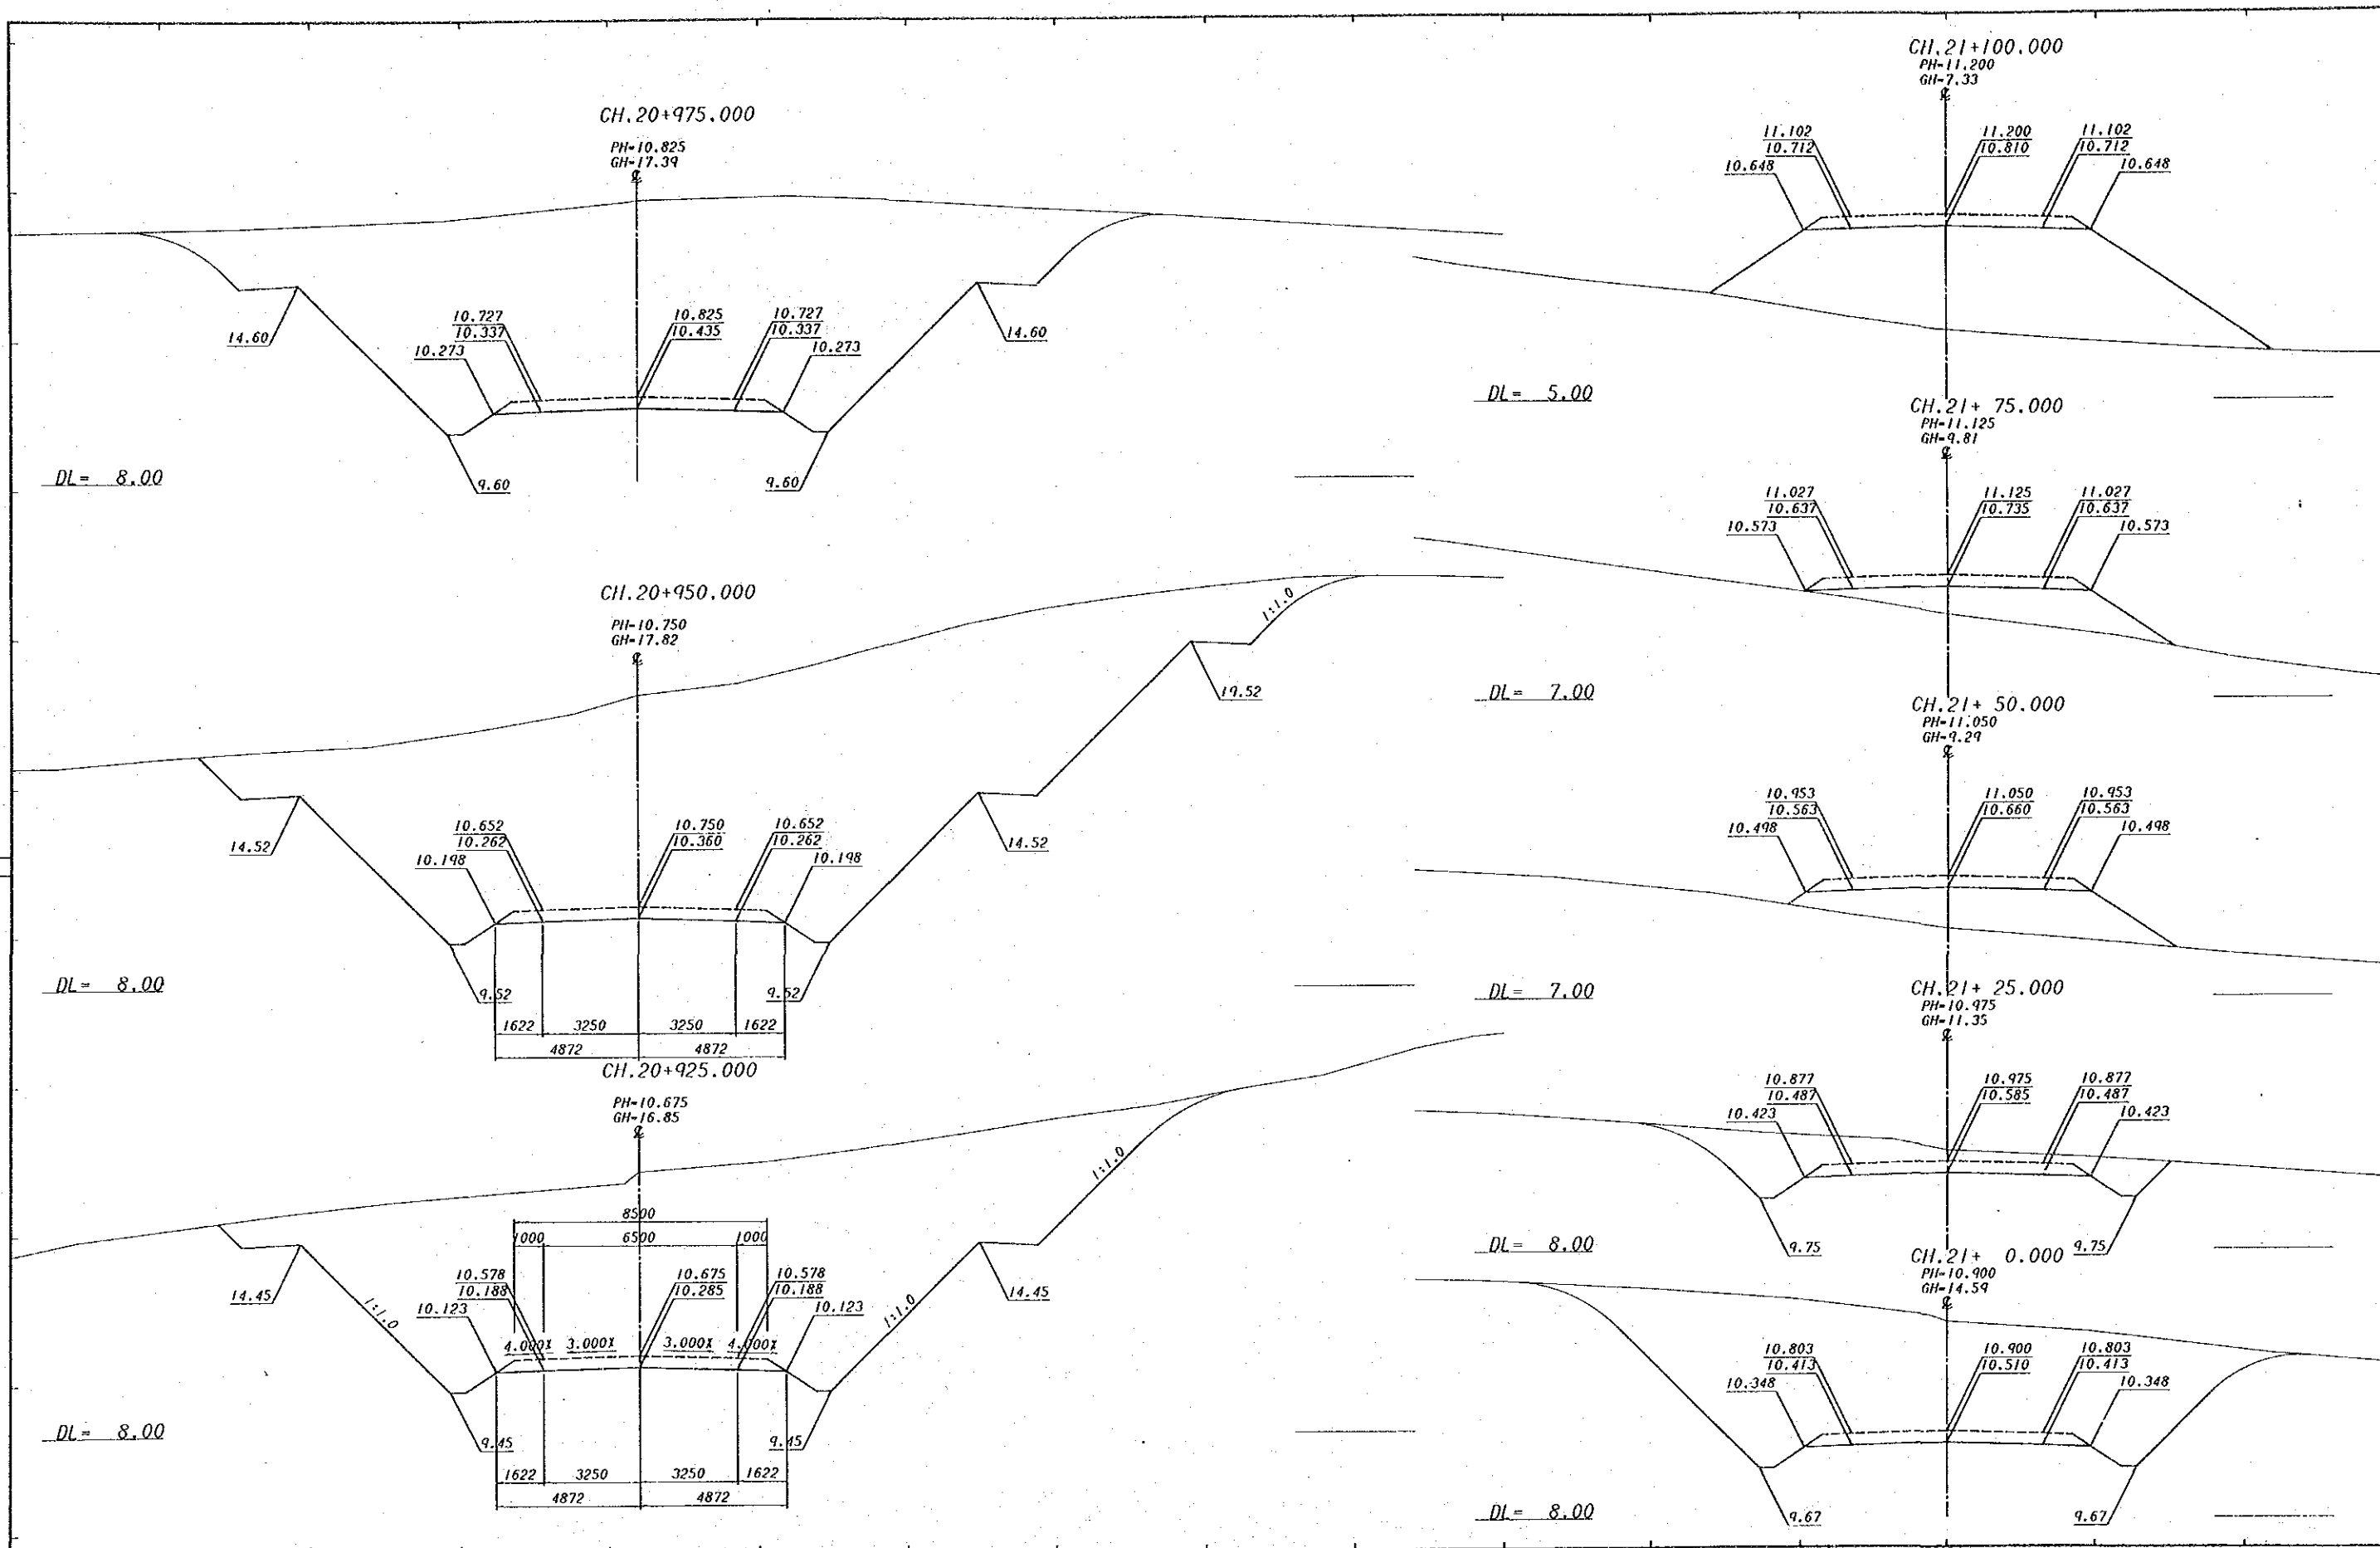 CH.20+975.000
PH=10.825
GH=17.39
10.727
10.337
10.273
10.825
10.435
10.727
10.337
10.273
14.60
14.60
9.60
9.60
DL= 8.00
CH.20+950.000
PH=10.750
GH=17.82
1:1.0
19.52
14.52
14.52
10.652
10.262
10.198
10.750
10.360
10.652
10.262
10.198
9.52
9.52
DL= 8.00
1622 3250 3250 1622
4872 4872
CH.20+925.000
PH=10.675
GH=16.85
1:1.0
8500
1000 6500 1000
10.578
10.188
10.123
10.675
10.285
10.578
10.188
10.123
14.45
14.45
1:1.0
1:1.0
4.000% 3.000% 3.000% 4.000%
9.45
9.45
DL= 8.00
1622 3250 3250 1622
4872 4872
CH.21+100.000
PH=11.200
GH=7.33
11.102
10.712
10.648
11.200
10.810
11.102
10.712
10.648
DL= 5.00
CH.21+ 75.000
PH=11.125
GH=9.81
11.027
10.637
10.573
11.125
10.735
11.027
10.637
10.573
DL= 7.00
CH.21+ 50.000
PH=11.050
GH=9.29
10.953
10.563
10.498
11.050
10.660
10.953
10.563
10.498
DL= 7.00
CH.21+ 25.000
PH=10.975
GH=11.35
10.877
10.487
10.423
10.975
10.585
10.877
10.487
10.423
9.75
9.75
DL= 8.00
CH.21+ 0.000
PH=10.900
GH=14.59
10.803
10.413
10.348
10.900
10.510
10.803
10.413
10.348
9.67
9.67
DL= 8.00